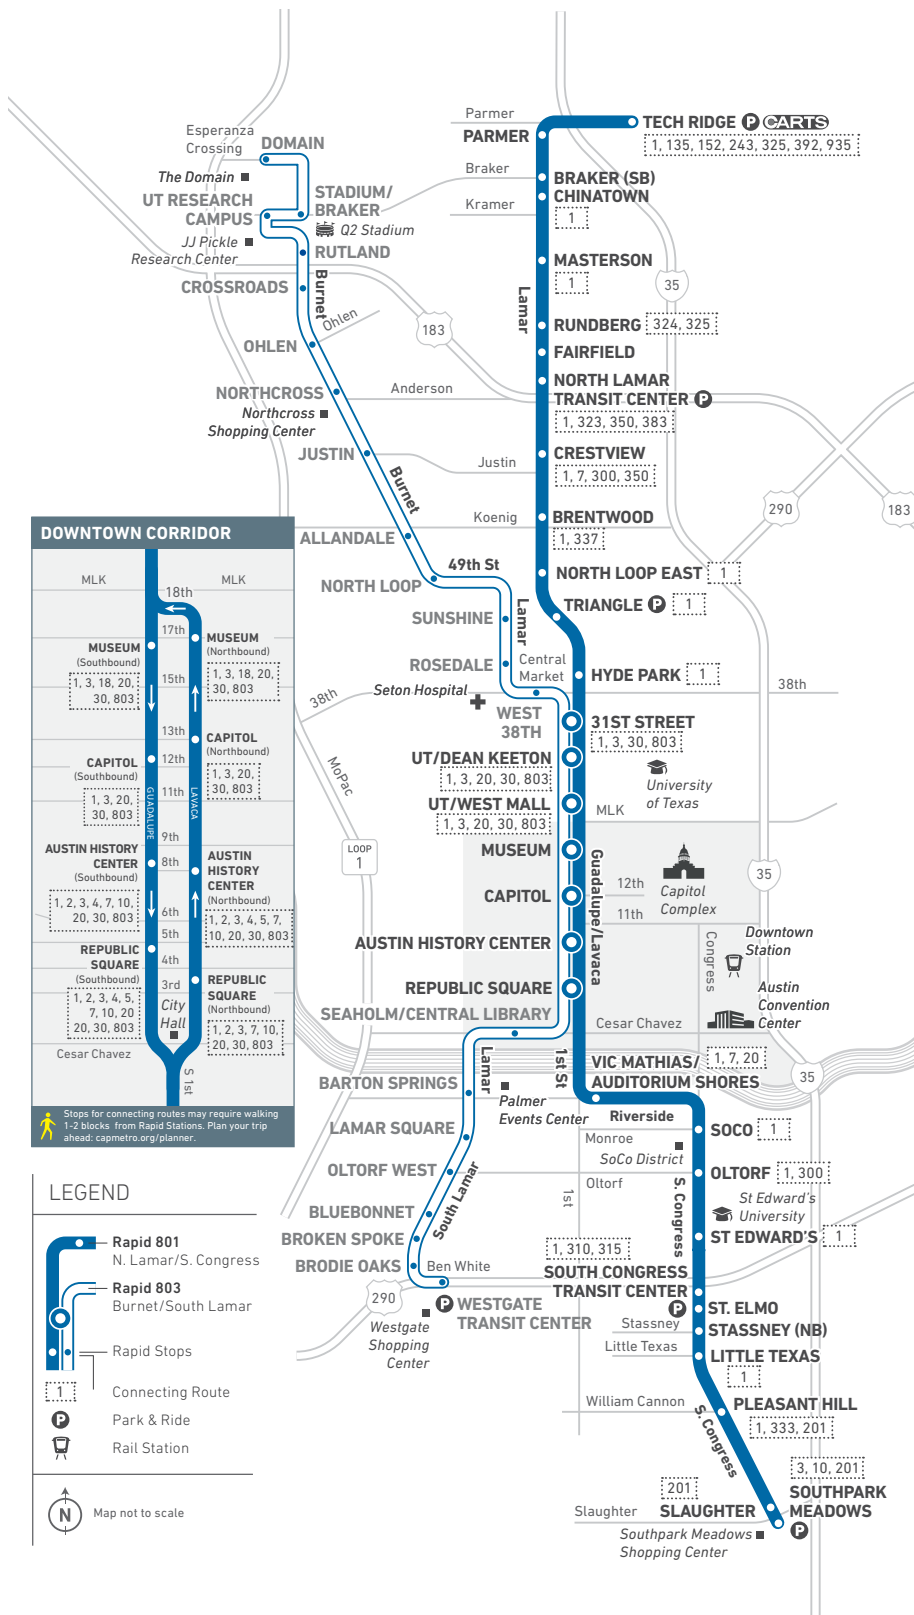 Parmer
TECH RIDGE P CARTS
PARMER
1, 135, 152, 243, 325, 392, 935
Esperanza
Crossing
DOMAIN
The Domain
Braker
BRAKER (SB)
CHINATOWN
Kramer
1
UT RESEARCH
CAMPUS
STADIUM/
BRAKER
Q2 Stadium
JJ Pickle
Research Center
RUTLAND
MASTERSON
1
CROSSROADS
Burnet
Lamar
35
RUNDBERG 324, 325
Ohlen
183
OHLEN
FAIRFIELD
NORTHCROSS
Anderson
NORTH LAMAR
TRANSIT CENTER P
1, 323, 350, 383
Northcross
Shopping Center
JUSTIN
Justin
CRESTVIEW
1, 7, 300, 350
Burnet
290
183
Koenig
BRENTWOOD
1, 337
ALLANDALE
49th St
NORTH LOOP
NORTH LOOP EAST 1
SUNSHINE
Lamar
TRIANGLE P 1
ROSEDALE
Central
Market
HYDE PARK 1
38th
Seton Hospital
38th
WEST
38TH
31ST STREET
1, 3, 30, 803
MoPac
UT/DEAN KEETON
1, 3, 20, 30, 803
University
of Texas
UT/WEST MALL
1, 3, 20, 30, 803
MLK
MUSEUM
LOOP
1
Guadalupe/Lavaca
35
CAPITOL
12th
11th
Capitol
Complex
AUSTIN HISTORY CENTER
Congress
Downtown
Station
REPUBLIC SQUARE
Austin
Convention
Center
SEAHOLM/CENTRAL LIBRARY
Cesar Chavez
Lamar
1st St
VIC MATHIAS/
AUDITORIUM SHORES
1, 7, 20
35
BARTON SPRINGS
Palmer
Events Center
Riverside
LAMAR SQUARE
Monroe
SOCO 1
SoCo District
OLTORF WEST
Oltorf
OLTORF 1, 300
South Lamar
1st
S. Congress
St Edward's
University
BLUEBONNET
BROKEN SPOKE
ST EDWARD'S 1
BRODIE OAKS
Ben White
1, 310, 315
SOUTH CONGRESS
TRANSIT CENTER
P
290
P WESTGATE
TRANSIT CENTER
Westgate
Shopping
Center
ST. ELMO
Stassney
STASSNEY (NB)
Little Texas
LITTLE TEXAS
1
William Cannon
PLEASANT HILL
1, 333, 201
S. Congress
3, 10, 201
201
SOUTHPARK
MEADOWS
P
Slaughter
SLAUGHTER
Southpark Meadows
Shopping Center
DOWNTOWN CORRIDOR
MLK
MLK
18th
17th
MUSEUM
(Southbound)
1, 3, 18, 20,
30, 803
MUSEUM
(Northbound)
1, 3, 18, 20,
30, 803
15th
13th
12th
11th
CAPITOL
(Southbound)
1, 3, 20,
30, 803
CAPITOL
(Northbound)
1, 3, 20,
30, 803
GUADALUPE
LAVACA
9th
8th
AUSTIN HISTORY
CENTER
(Southbound)
1, 2, 3, 4, 7, 10,
20, 30, 803
AUSTIN
HISTORY
CENTER
(Northbound)
1, 2, 3, 4, 5, 7,
10, 20, 30, 803
6th
5th
4th
3rd
REPUBLIC
SQUARE
(Southbound)
1, 2, 3, 4, 5,
7, 10, 20
20, 30, 803
REPUBLIC
SQUARE
(Northbound)
1, 2, 3, 7, 10,
20, 30, 803
City
Hall
Cesar Chavez
S 1st
Stops for connecting routes may require walking
1-2 blocks from Rapid Stations. Plan your trip
ahead: capmetro.org/planner.
LEGEND
Rapid 801
N. Lamar/S. Congress
Rapid 803
Burnet/South Lamar
Rapid Stops
1 Connecting Route
P Park & Ride
Rail Station
N Map not to scale